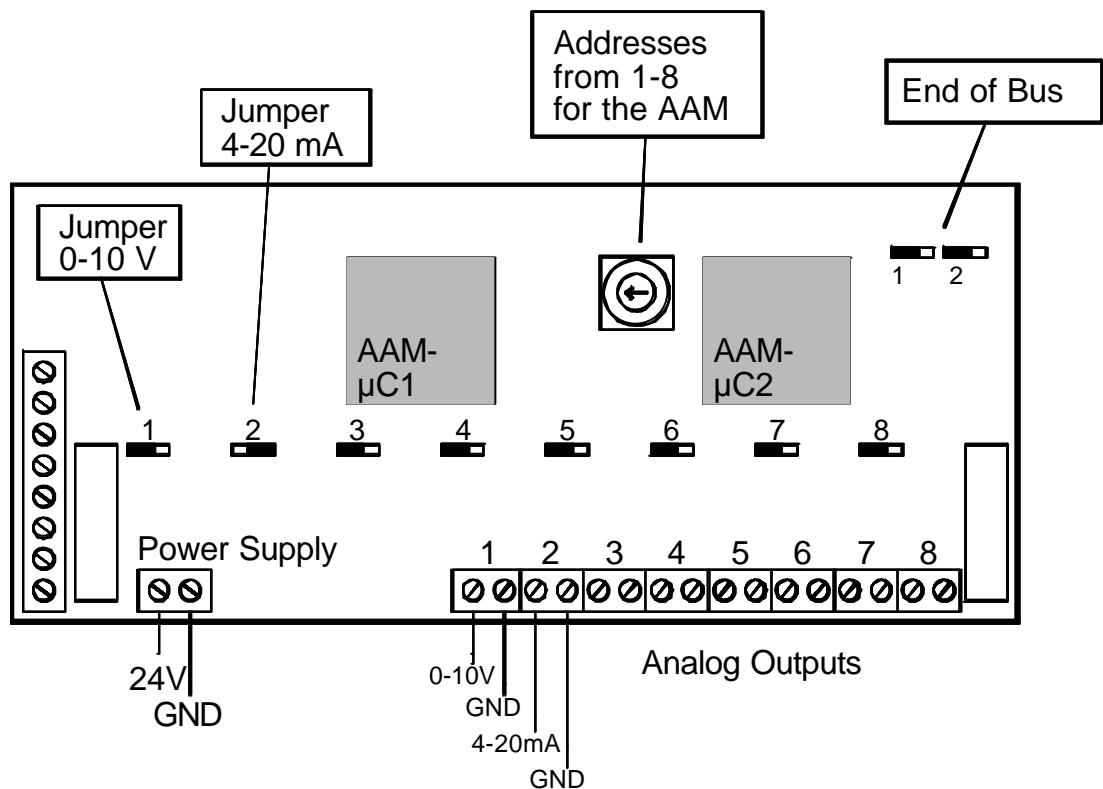 Addresses
from 1-8
for the AAM
End of Bus
Jumper
4-20 mA
Jumper
0-10 V
1 2
AAM-
µC1
AAM-
µC2
1 2 3 4 5 6 7 8
Power Supply
1 2 3 4 5 6 7 8
24V
GND
0-10V
GND
4-20mA
GND
Analog Outputs